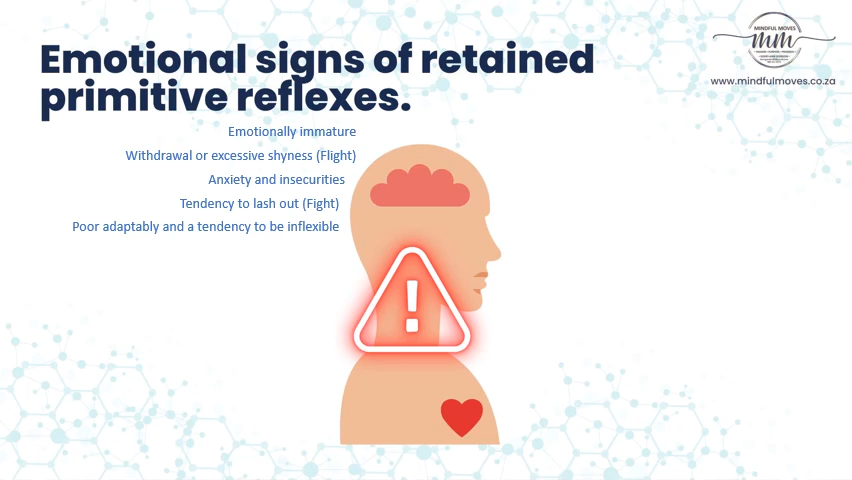 Emotional signs of retained
primitive reflexes.
MINDFUL MOVES
mm
www.mindfulmoves.co.za
Emotionally immature
Withdrawal or excessive shyness (Flight)
Anxiety and insecurities
Tendency to lash out (Fight)
Poor adaptably and a tendency to be inflexible
!